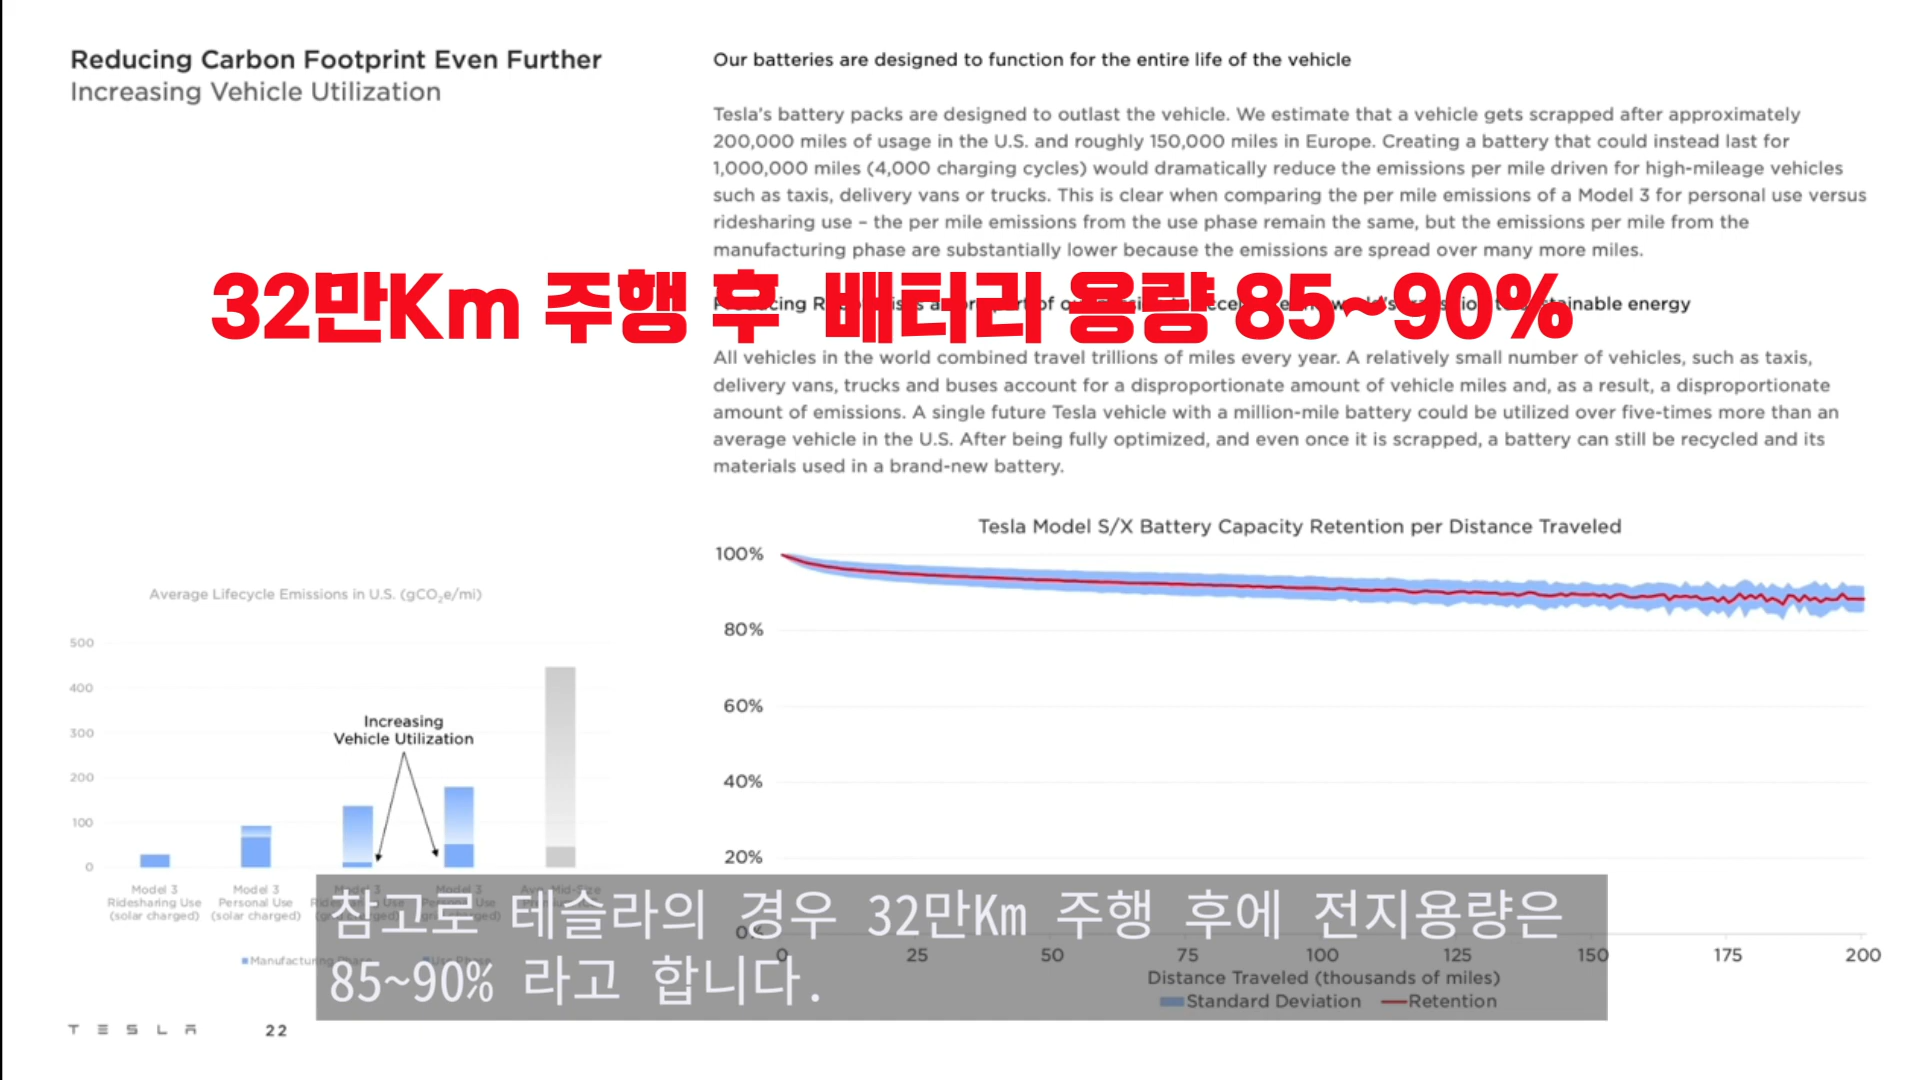 Reducing Carbon Footprint Even Further
Increasing Vehicle Utilization
Our batteries are designed to function for the entire life of the vehicle
Tesla's battery packs are designed to outlast the vehicle. We estimate that a vehicle gets scrapped after approximately
200,000 miles of usage in the U.S. and roughly 150,000 miles in Europe. Creating a battery that could instead last for
1,000,000 miles (4,000 charging cycles) would dramatically reduce the emissions per mile driven for high-mileage vehicles
such as taxis, delivery vans or trucks. This is clear when comparing the per mile emissions of a Model 3 for personal use versus
ridesharing use – the per mile emissions from the use phase remain the same, but the emissions per mile from the
manufacturing phase are substantially lower because the emissions are spread over many more miles.
32만Km 주행 후 배터리 용량 85~90%
energy
All vehicles in the world combined travel trillions of miles every year. A relatively small number of vehicles, such as taxis,
delivery vans, trucks and buses account for a disproportionate amount of vehicle miles and, as a result, a disproportionate
amount of emissions. A single future Tesla vehicle with a million-mile battery could be utilized over five-times more than an
average vehicle in the U.S. After being fully optimized, and even once it is scrapped, a battery can still be recycled and its
materials used in a brand-new battery.
Average Lifecycle Emissions in U.S. (gCO₂e/mi)
500
400
300
200
100
0
Increasing
Vehicle Utilization
Model 3
Ridesharing Use
(solar charged)
Model 3
Personal Use
(solar charged)
Model 3
Model 3
Tesla Model S/X Battery Capacity Retention per Distance Traveled
100%
80%
60%
40%
20%
0%
0 25 50 75 100 125 150 175 200
Distance Traveled (thousands of miles)
Standard Deviation Retention
참고로 테슬라의 경우 32만Km 주행 후에 전지용량은
85~90% 라고 합니다.
TESLA 22